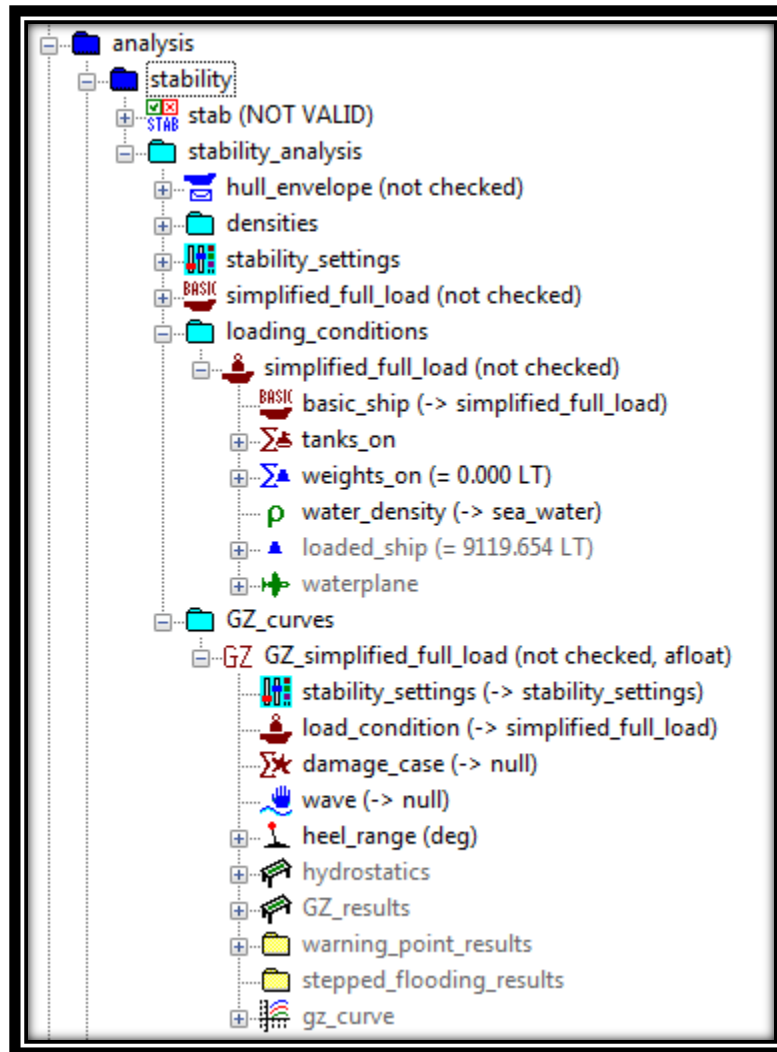 analysis
stability
STAB stab (NOT VALID)
stability_analysis
hull_envelope (not checked)
densities
stability_settings
BASIC simplified_full_load (not checked)
loading_conditions
simplified_full_load (not checked)
BASIC basic_ship (-> simplified_full_load)
Σ tanks_on
Σ weights_on (= 0.000 LT)
ρ water_density (-> sea_water)
loaded_ship (= 9119.654 LT)
waterplane
GZ_curves
GZ GZ_simplified_full_load (not checked, afloat)
stability_settings (-> stability_settings)
load_condition (-> simplified_full_load)
Σ damage_case (-> null)
wave (-> null)
heel_range (deg)
hydrostatics
GZ_results
warning_point_results
stepped_flooding_results
gz_curve